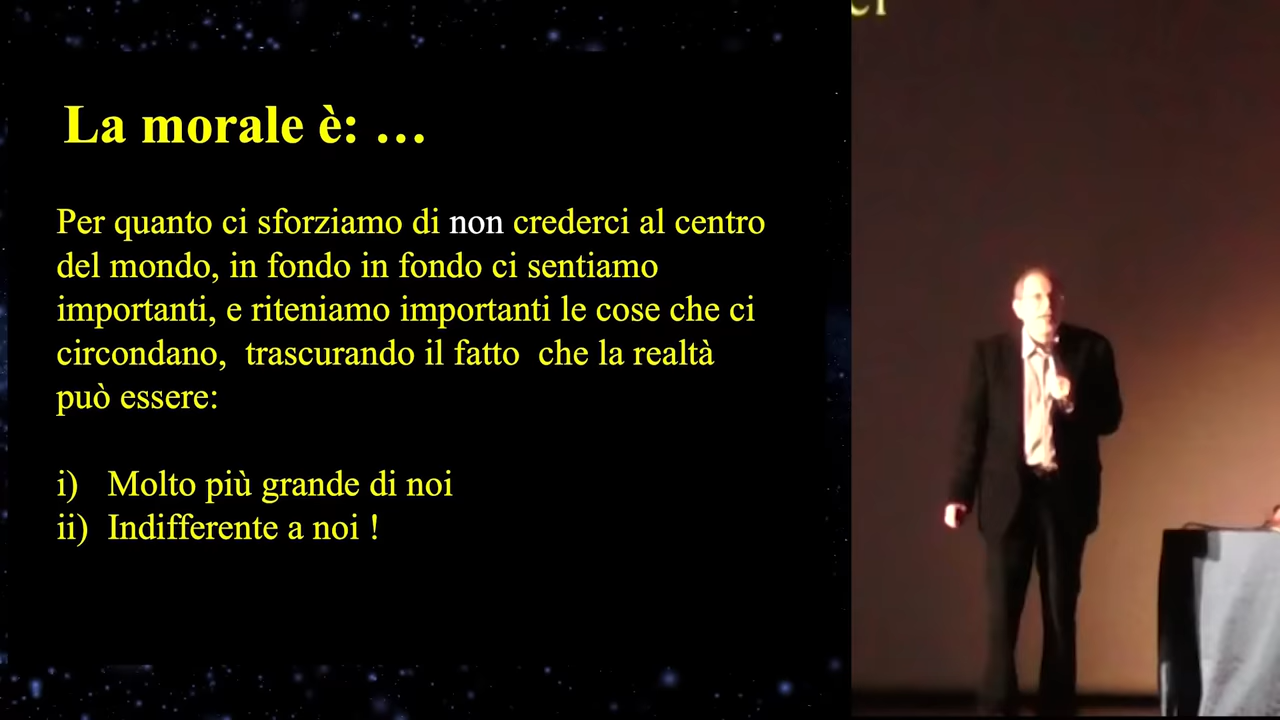 La morale è: …
Per quanto ci sforziamo di non crederci al centro
del mondo, in fondo in fondo ci sentiamo
importanti, e riteniamo importanti le cose che ci
circondano, trascurando il fatto che la realtà
può essere:
i) Molto più grande di noi
ii) Indifferente a noi !